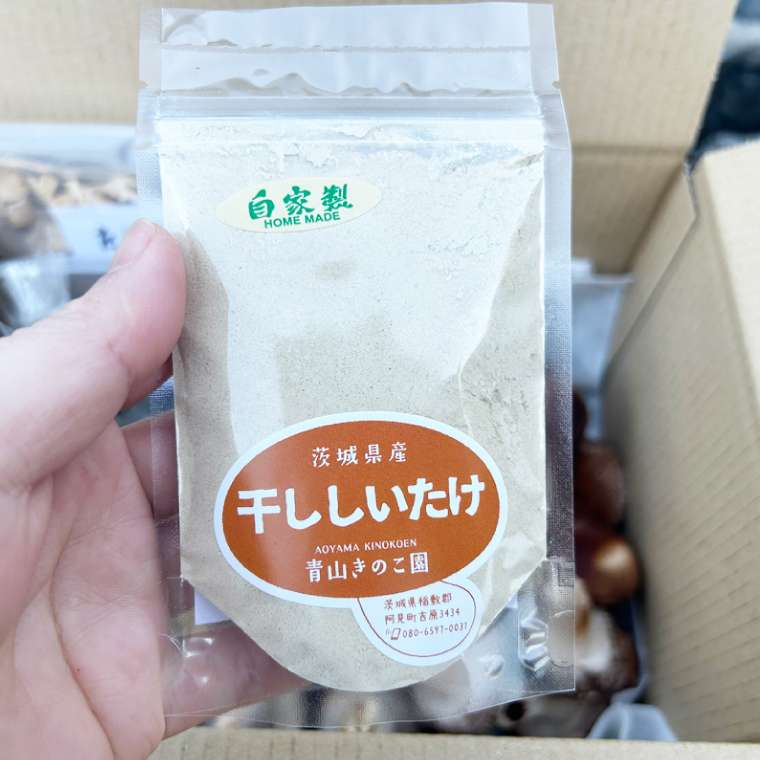 自家製
HOME MADE
茨城県産
干ししいたけ
AOYAMA KINOKOEN
青山きのこ園
茨城県稲敷郡
阿見町吉原3434
080-6597-0031